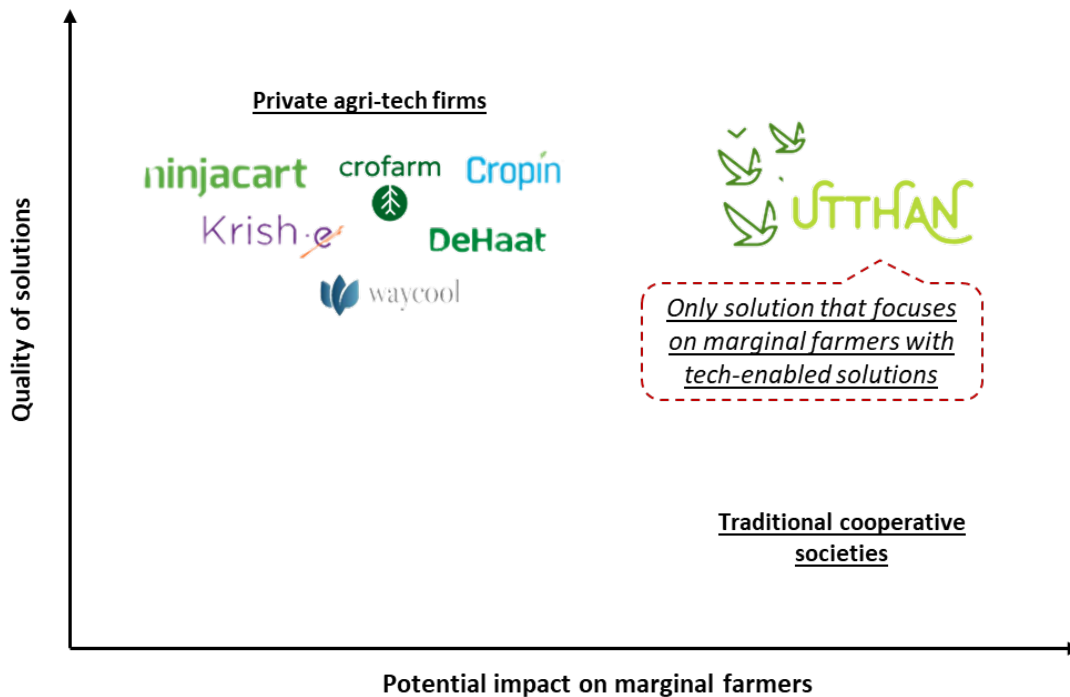 Private agri-tech firms
ninjacart
crofarm
Cropin
Krish·e
DeHaat
waycool
UTTHAN
Only solution that focuses
on marginal farmers with
tech-enabled solutions
Traditional cooperative
societies
Quality of solutions
Potential impact on marginal farmers